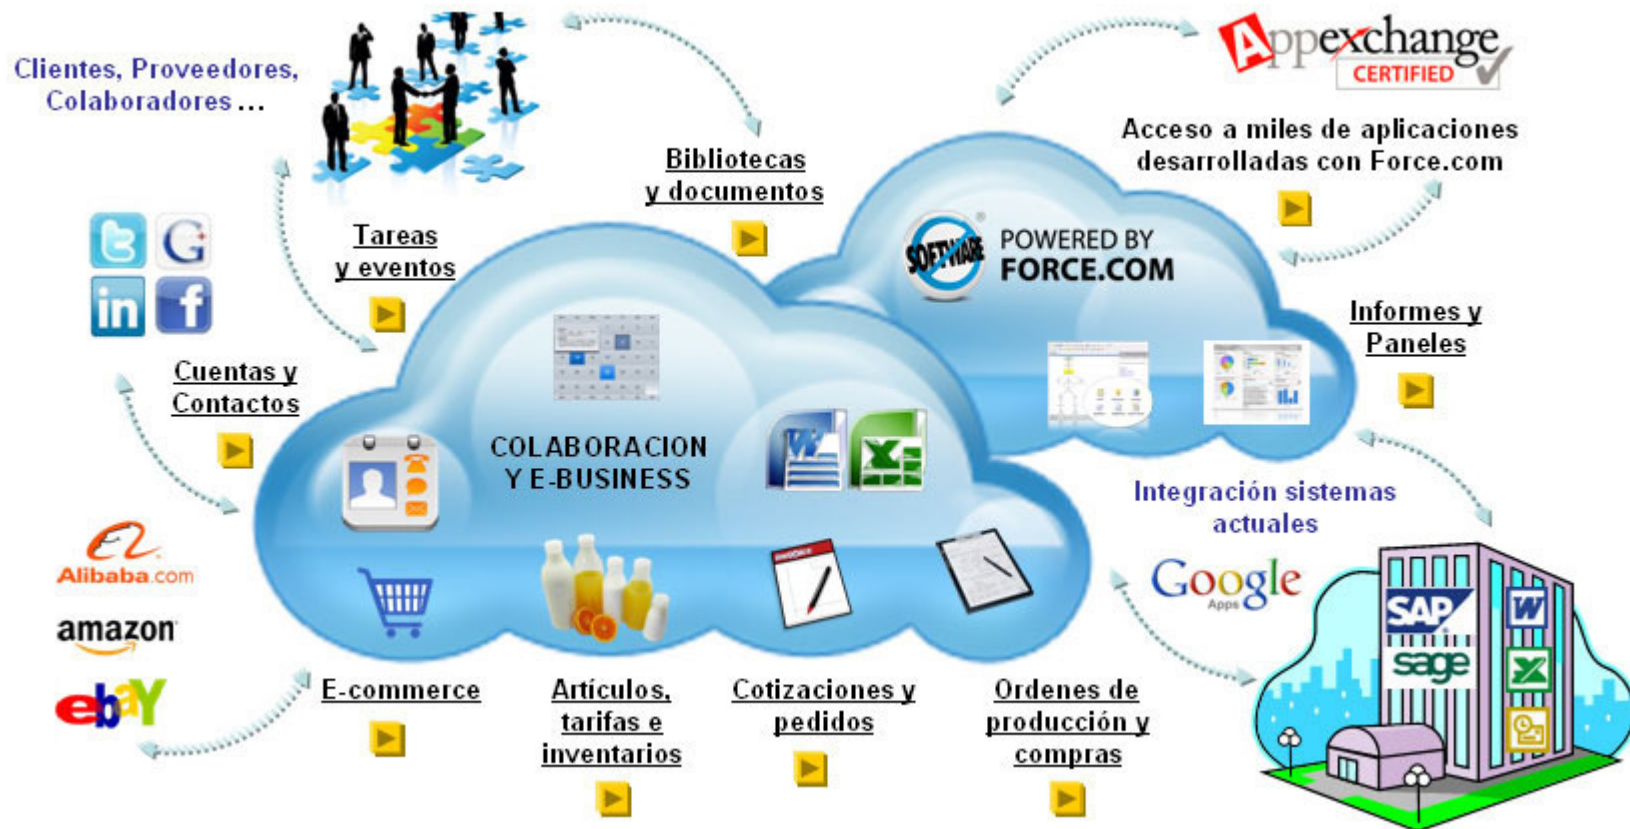 Clientes, Proveedores,
Colaboradores ...
Appexchange
CERTIFIED
Acceso a miles de aplicaciones
desarrolladas con Force.com
Bibliotecas
y documentos
Tareas
y eventos
SOFTWARE
®
POWERED BY
FORCE.COM
G+
in
f
Informes y
Paneles
Cuentas y
Contactos
COLABORACION
Y E-BUSINESS
W
X
Integración sistemas
actuales
Alibaba.com
Google
Apps
SAP
W
amazon
sage
X
ebaY
E-commerce
Artículos,
tarifas e
inventarios
Cotizaciones y
pedidos
Ordenes de
producción y
compras